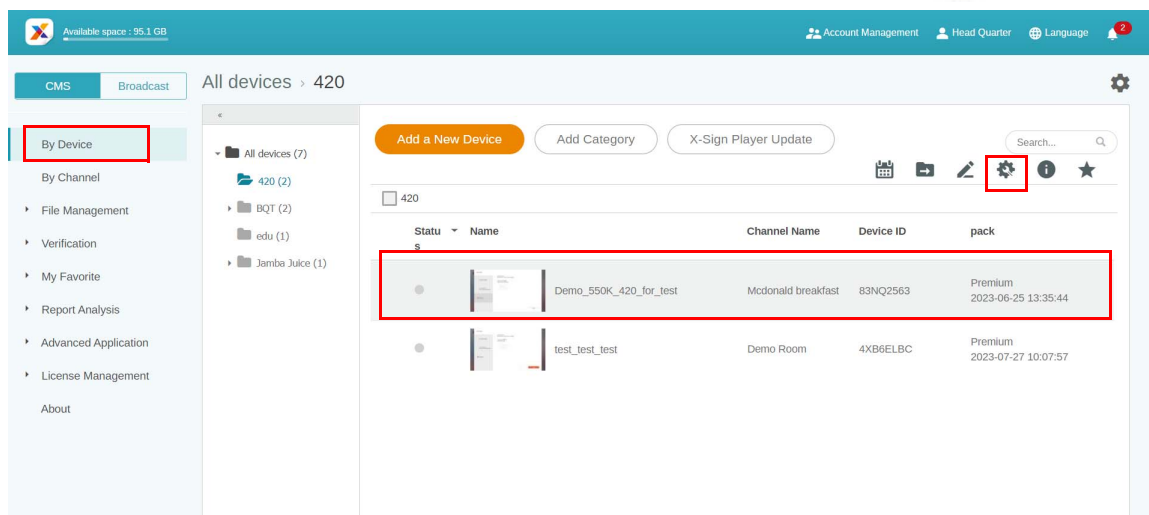 Available space : 95.1 GB
Account Management
Head Quarter
Language
2
CMS
Broadcast
All devices › 420
«
By Device
By Channel
File Management
Verification
My Favorite
Report Analysis
Advanced Application
License Management
About
All devices (7)
420 (2)
BQT (2)
edu (1)
Jamba Juice (1)
Add a New Device
Add Category
X-Sign Player Update
Search...
420
Statu
s
Name
Channel Name
Device ID
pack
Demo_550K_420_for_test
Mcdonald breakfast
83NQ2563
Premium
2023-06-25 13:35:44
test_test_test
Demo Room
4XB6ELBC
Premium
2023-07-27 10:07:57